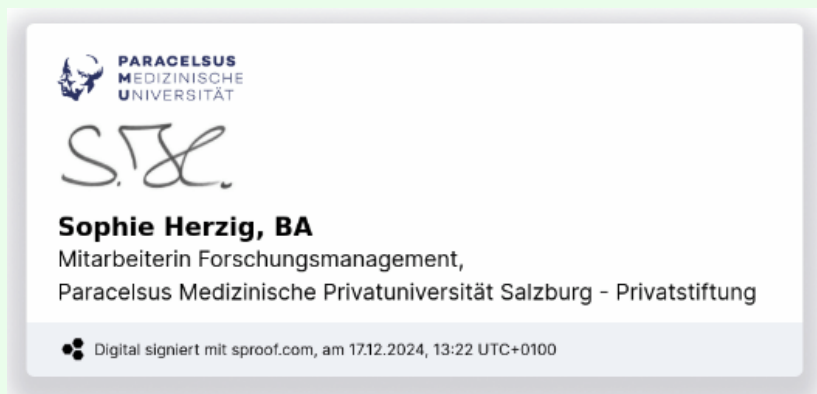 PARACELSUS
MEDIZINISCHE
UNIVERSITÄT
S. H.
Sophie Herzig, BA
Mitarbeiterin Forschungsmanagement,
Paracelsus Medizinische Privatuniversität Salzburg - Privatstiftung
Digital signiert mit sproof.com, am 17.12.2024, 13:22 UTC+0100